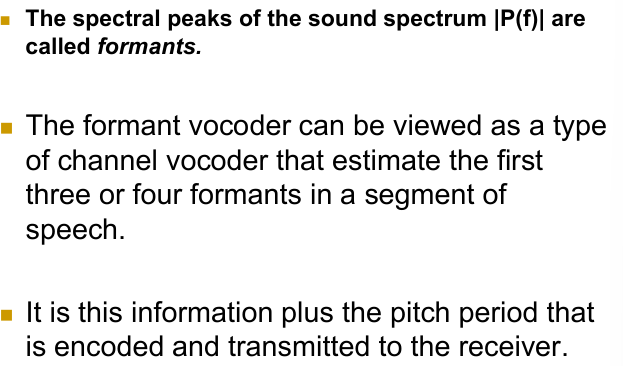 The spectral peaks of the sound spectrum |P(f)| are
called formants.
The formant vocoder can be viewed as a type
of channel vocoder that estimate the first
three or four formants in a segment of
speech.
It is this information plus the pitch period that
is encoded and transmitted to the receiver.